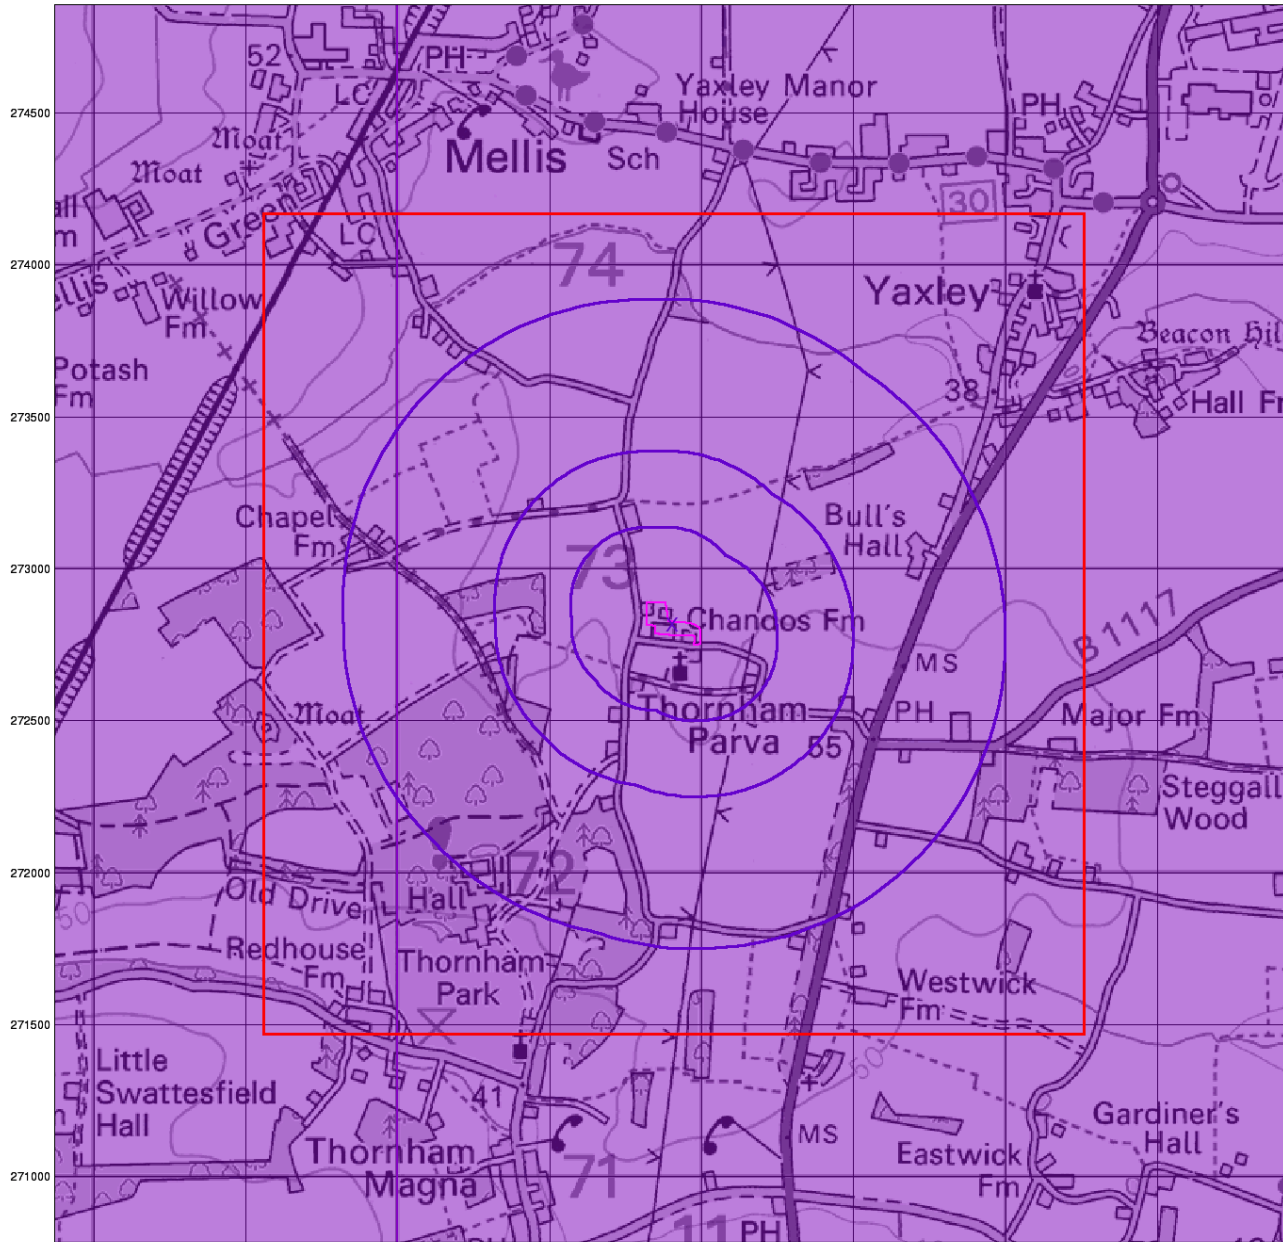 52
PH
LC
Yaxley Manor
House
PH
274500
Moat
Mellis
Sch
Moat
30
Green
LC
274000
74
Yaxley
Willow
Fm
Beacon Hil
Potash
Fm
38
Hall Fr
273500
Chapel
Fm
Bull's
Hall
273000
73
Chandos Fm
B 1117
MS
Moat
Thornham
Parva
PH
Major Fm
272500
55
Steggall
Wood
272000
72
Old Drive
Hall
50
Redhouse
Fm
Thornham
Park
Westwick
Fm
271500
50
Little
Swattesfield
Hall
41
Gardiner's
Hall
Thornham
Magna
MS
Eastwick
Fm
271000
71
11
PH